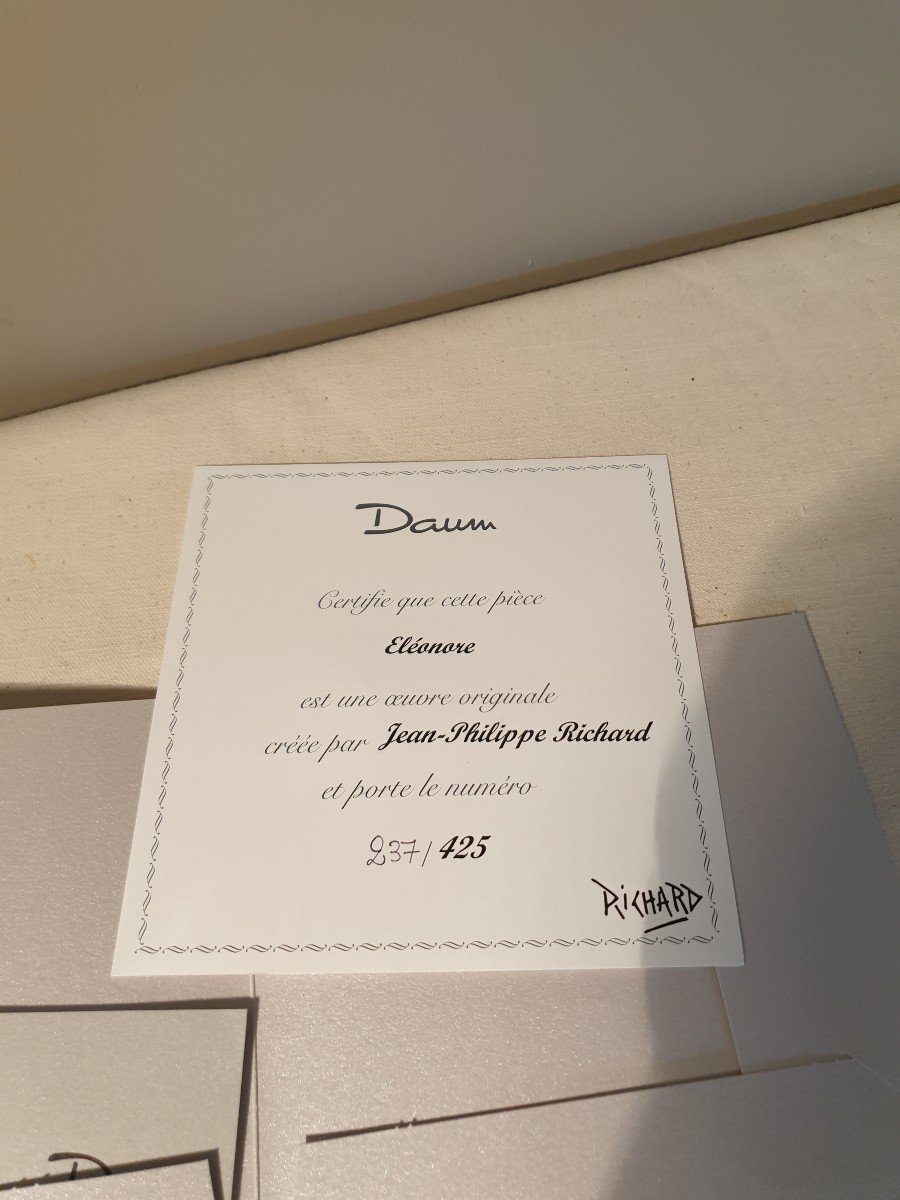 Daum
Certifie que cette pièce
Eléonore
est une œuvre originale
créée par Jean-Philippe Richard
et porte le numéro
237/425
RiCHARD
D